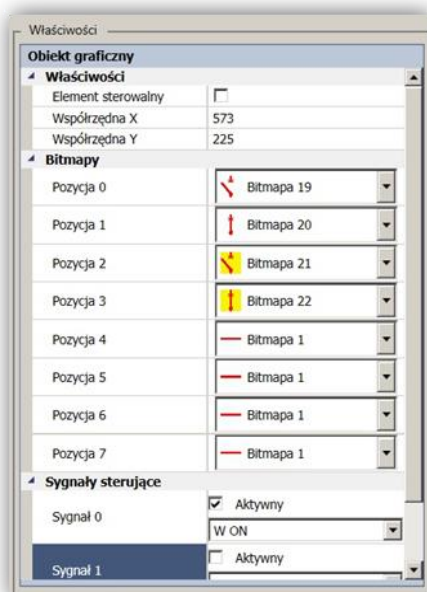 Właściwości
Obiekt graficzny
Właściwości
Element sterowalny
Współrzędna X 573
Współrzędna Y 225
Bitmapy
Pozycja 0 Bitmapa 19
Pozycja 1 Bitmapa 20
Pozycja 2 Bitmapa 21
Pozycja 3 Bitmapa 22
Pozycja 4 Bitmapa 1
Pozycja 5 Bitmapa 1
Pozycja 6 Bitmapa 1
Pozycja 7 Bitmapa 1
Sygnały sterujące
Sygnał 0 Aktywny
W ON
Sygnał 1 Aktywny